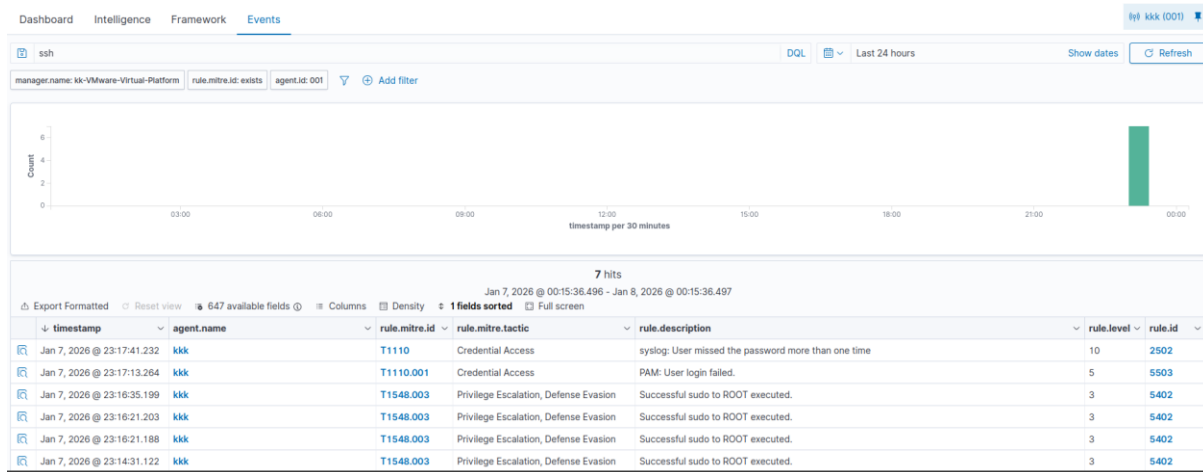 Dashboard Intelligence Framework Events kkk (001)
ssh DQL Last 24 hours Show dates Refresh
manager.name: kk-VMware-Virtual-Platform rule.mitre.id: exists agent.id: 001 Add filter
Count
6
4
2
0
03:00 06:00 09:00 12:00 15:00 18:00 21:00 00:00
timestamp per 30 minutes
7 hits
Jan 7, 2026 @ 00:15:36.496 - Jan 8, 2026 @ 00:15:36.497
Export Formatted Reset view 647 available fields Columns Density 1 fields sorted Full screen
timestamp agent.name rule.mitre.id rule.mitre.tactic rule.description rule.level rule.id
Jan 7, 2026 @ 23:17:41.232 kkk T1110 Credential Access syslog: User missed the password more than one time 10 2502
Jan 7, 2026 @ 23:17:13.264 kkk T1110.001 Credential Access PAM: User login failed. 5 5503
Jan 7, 2026 @ 23:16:35.199 kkk T1548.003 Privilege Escalation, Defense Evasion Successful sudo to ROOT executed. 3 5402
Jan 7, 2026 @ 23:16:21.203 kkk T1548.003 Privilege Escalation, Defense Evasion Successful sudo to ROOT executed. 3 5402
Jan 7, 2026 @ 23:16:21.188 kkk T1548.003 Privilege Escalation, Defense Evasion Successful sudo to ROOT executed. 3 5402
Jan 7, 2026 @ 23:14:31.122 kkk T1548.003 Privilege Escalation, Defense Evasion Successful sudo to ROOT executed. 3 5402